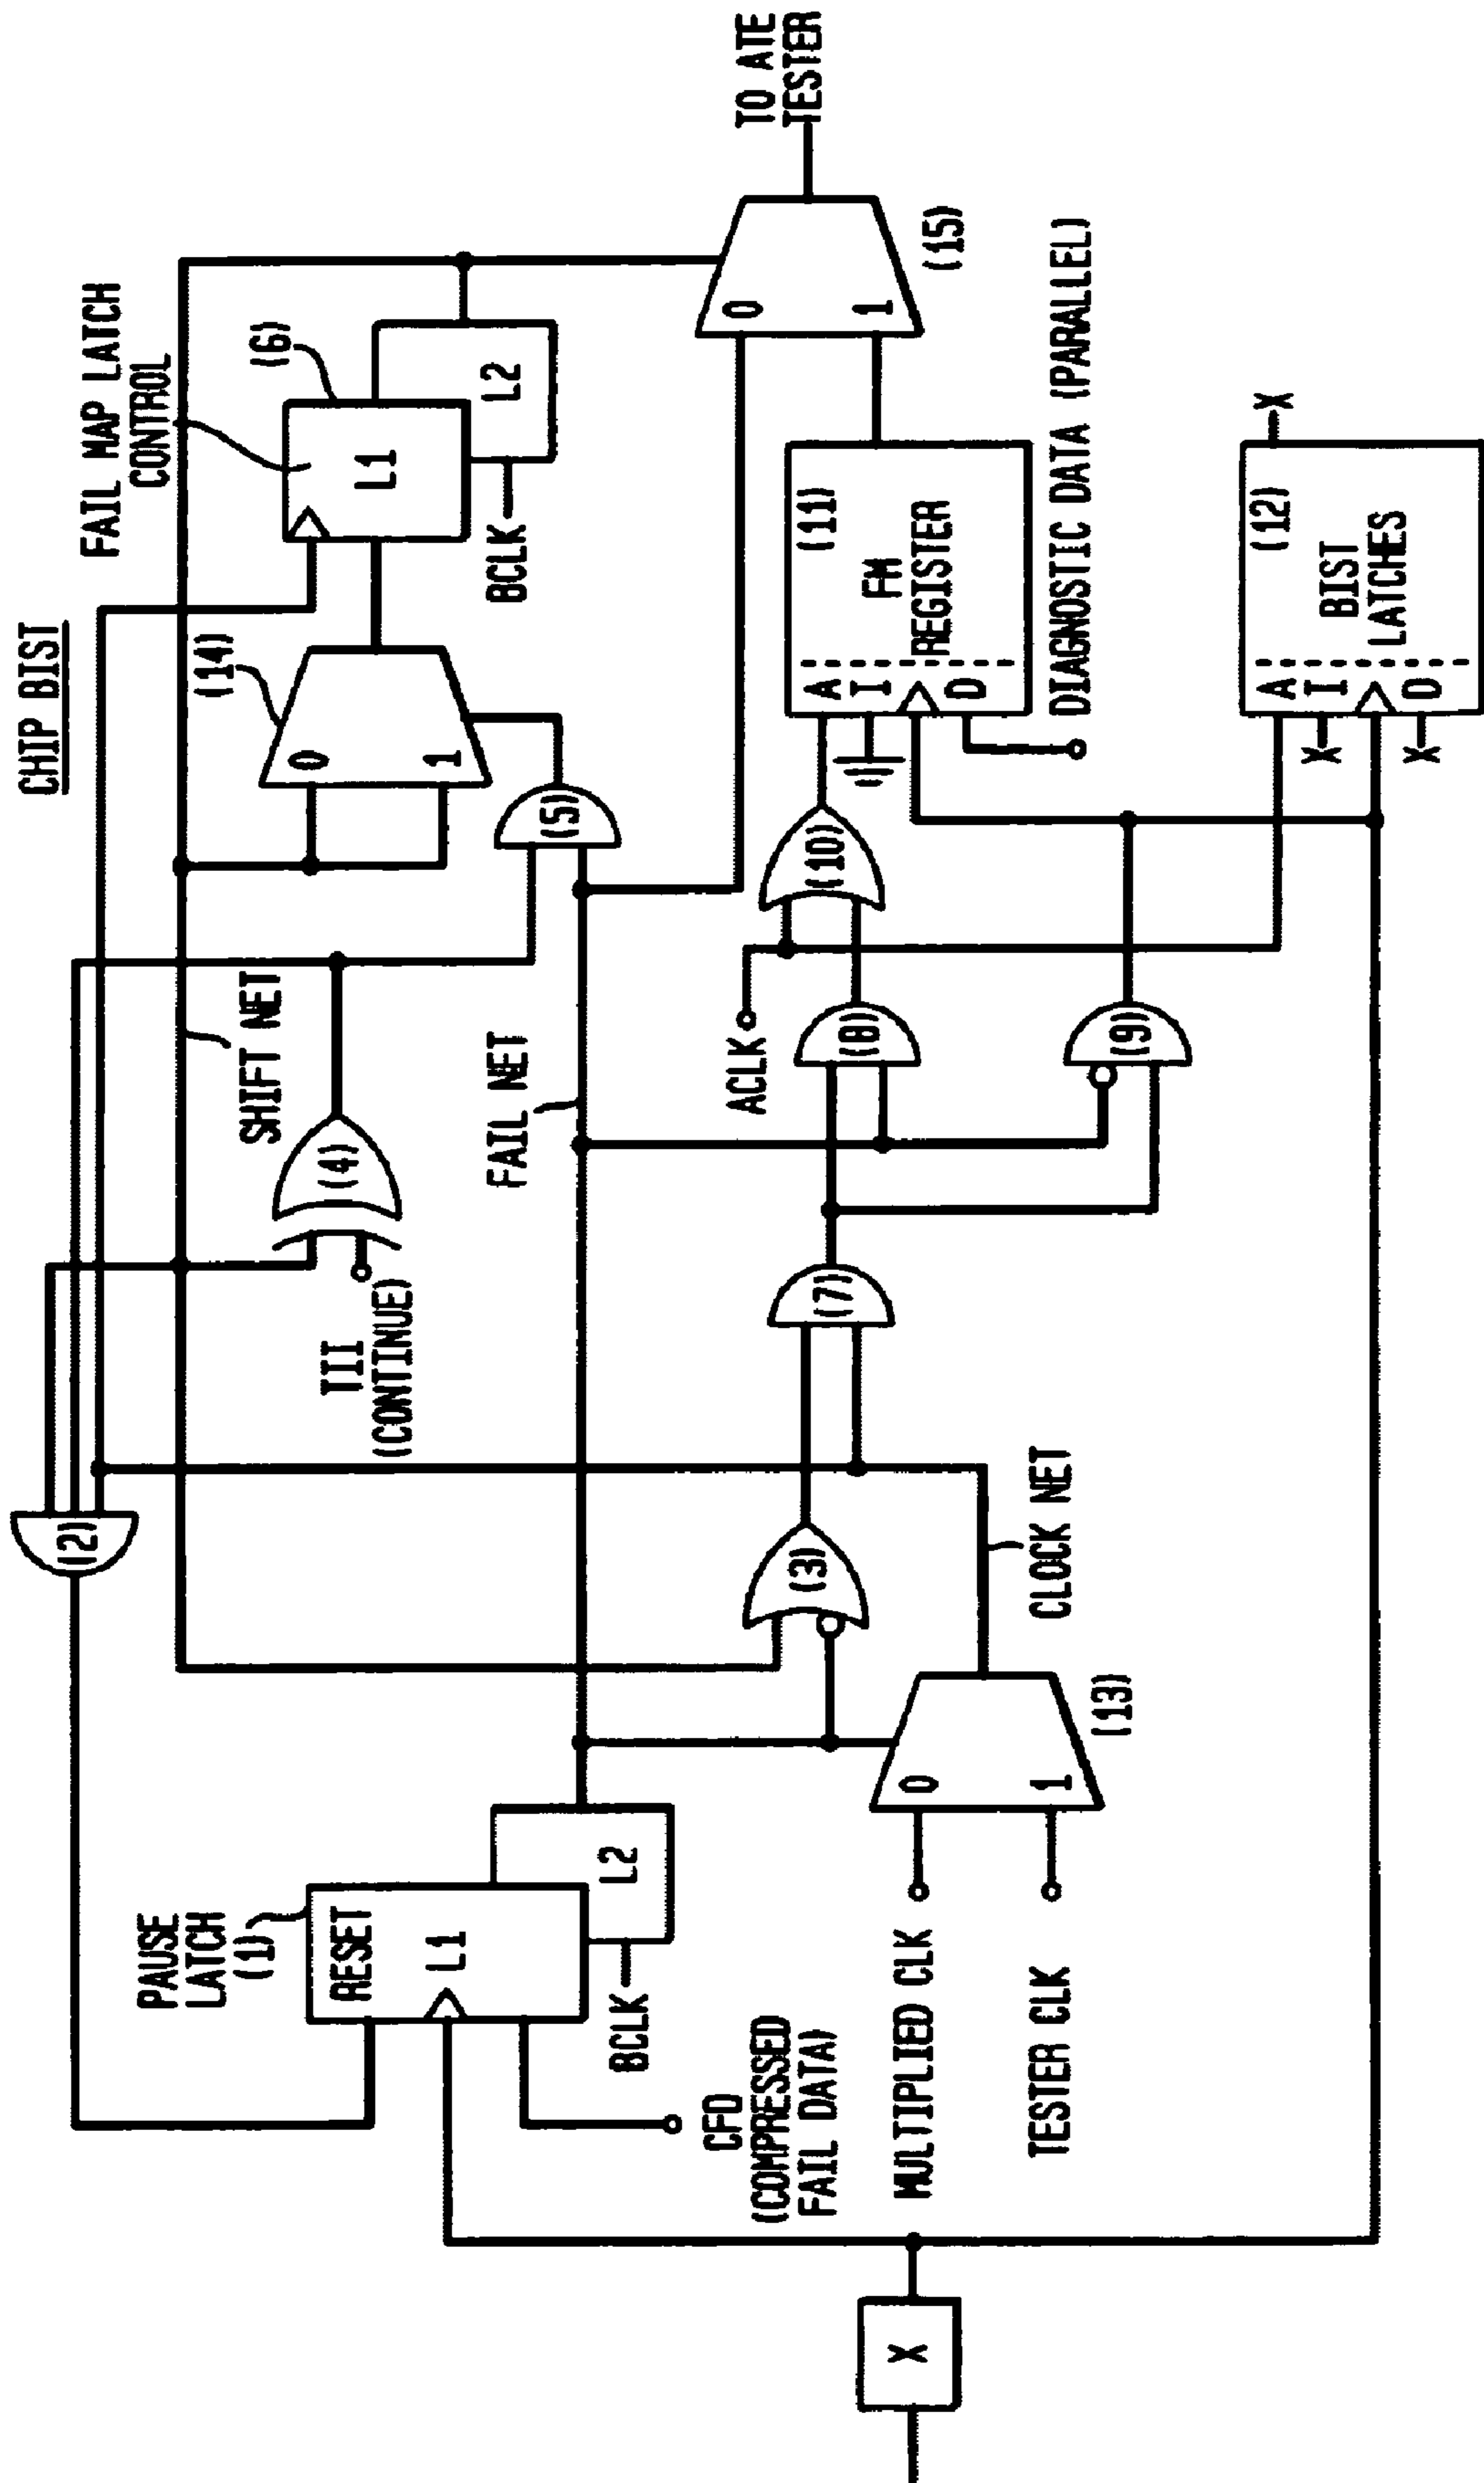 CHIP BIST
PAUSE
LATCH
(1)
RESET
L1
L2
BCLK
CFD
(COMPRESSED
FAIL DATA)
MULTIPLIED CLK
TESTER CLK
X
0
1
(13)
CLOCK NET
(2)
(3)
TII
(CONTINUE)
(4)
SHIFT NET
FAIL NET
(7)
(8)
(9)
ACLK
(10)
(5)
0
1
(14)
FAIL MAP LATCH
CONTROL
(6)
L1
L2
BCLK
A
I
D
(11)
FM
REGISTER
DIAGNOSTIC DATA (PARALLEL)
A
I
D
X
X
(12)
BIST
LATCHES
X
0
1
(15)
TO ATE
TESTER